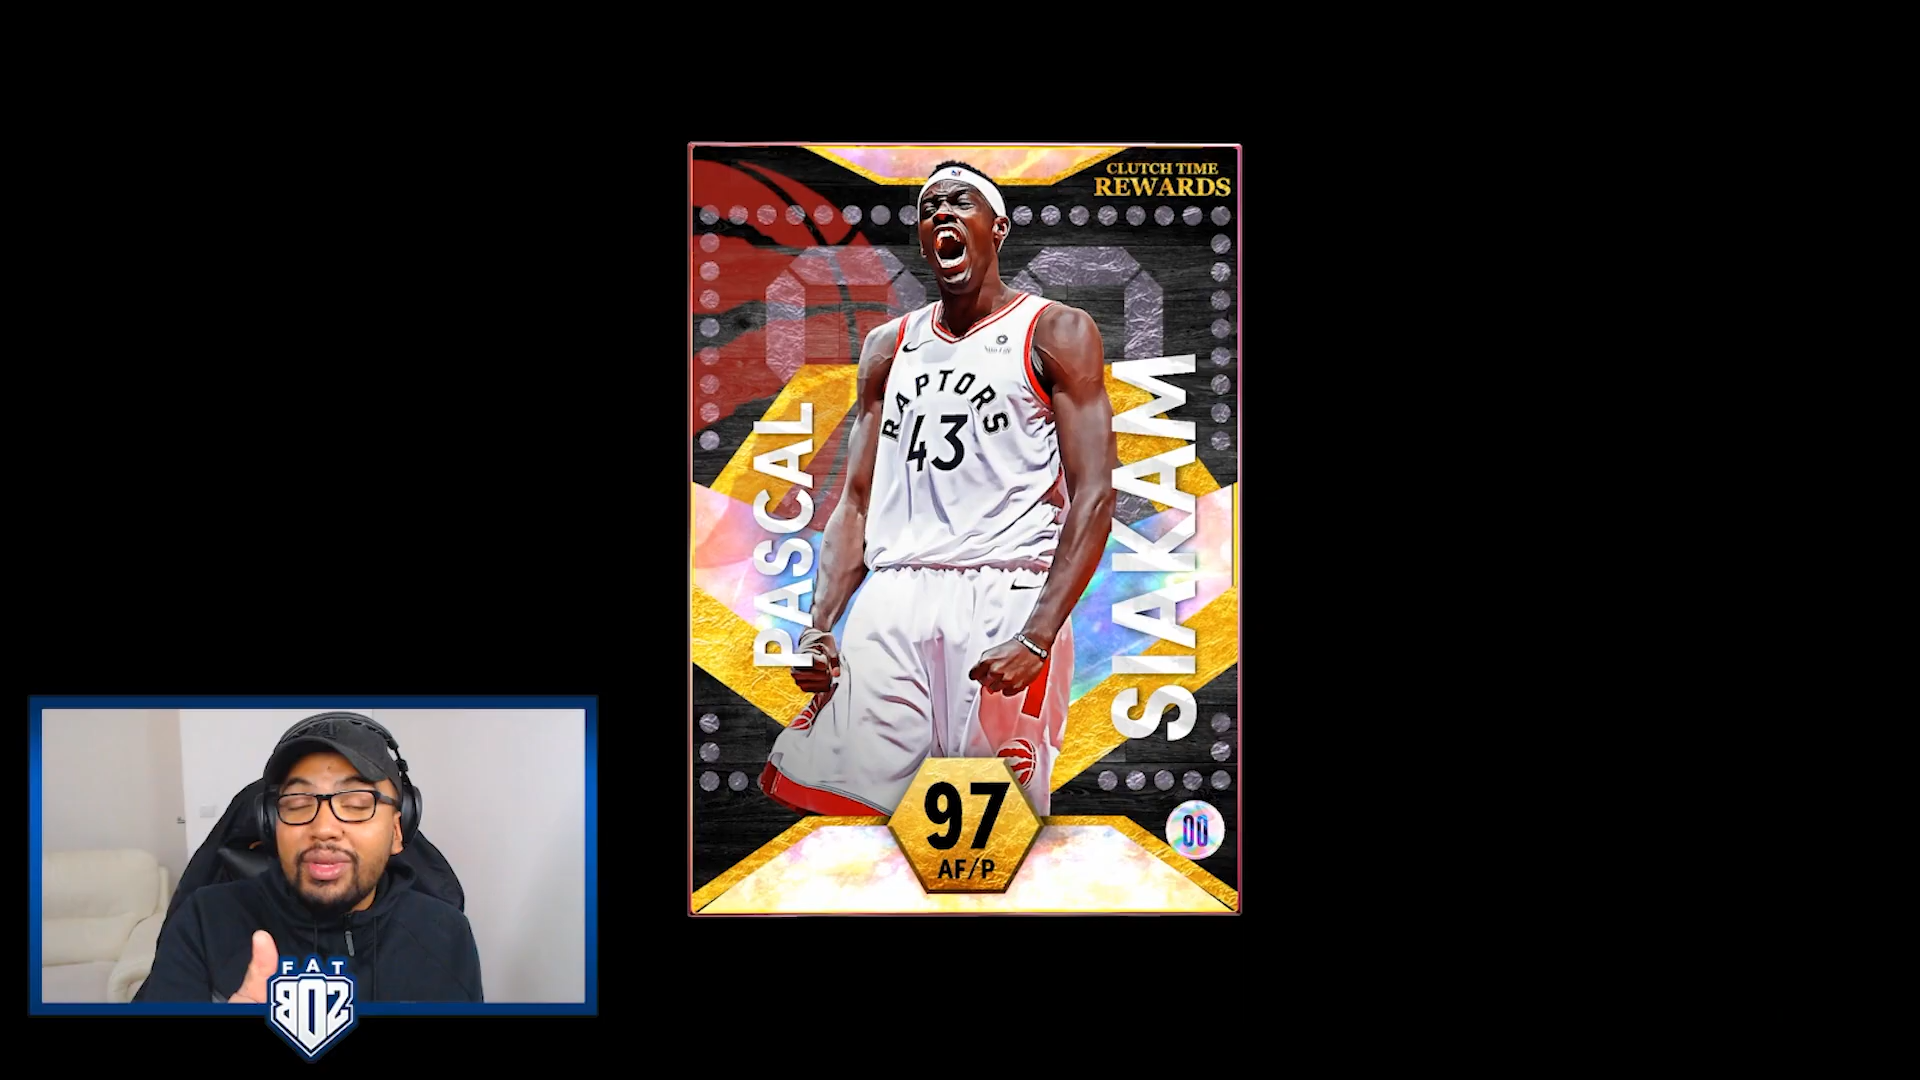 CLUTCH TIME
REWARDS
RAPTORS
43
PASCAL
SIAKAM
97
AF/P
00
FAT
BOZ